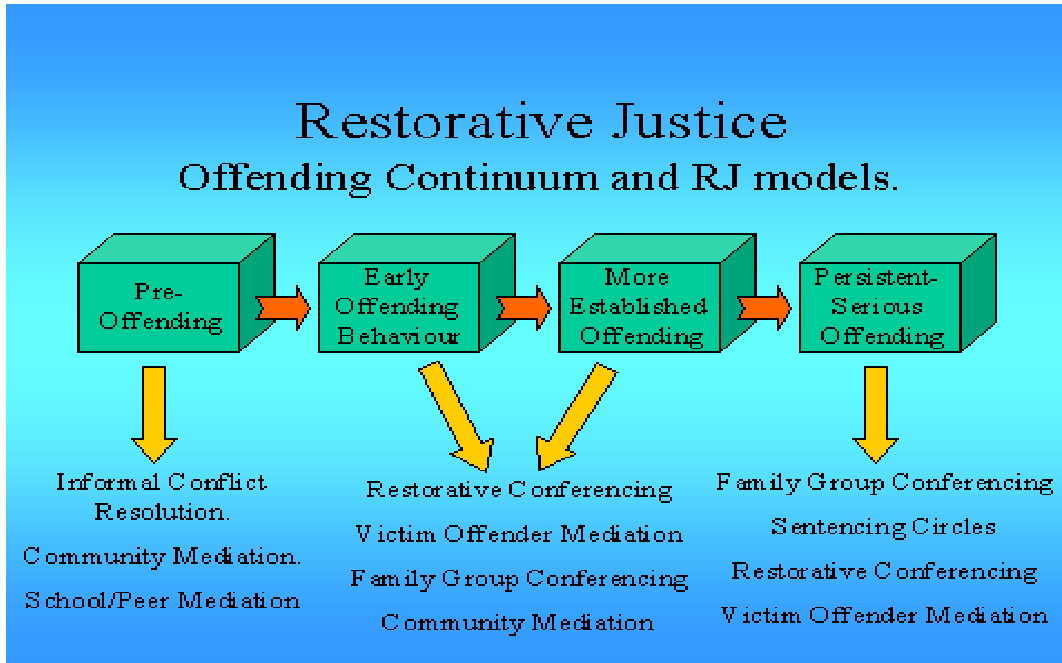 Restorative Justice
Offending Continuum and RJ models.
Pre-
Offending
Early
Offending
Behaviour
More
Established
Offending
Persistent-
Serious
Offending
Informal Conflict
Resolution.
Community Mediation.
School/Peer Mediation
Restorative Conferencing
Victim Offender Mediation
Family Group Conferencing
Community Mediation
Family Group Conferencing
Sentencing Circles
Restorative Conferencing
Victim Offender Mediation